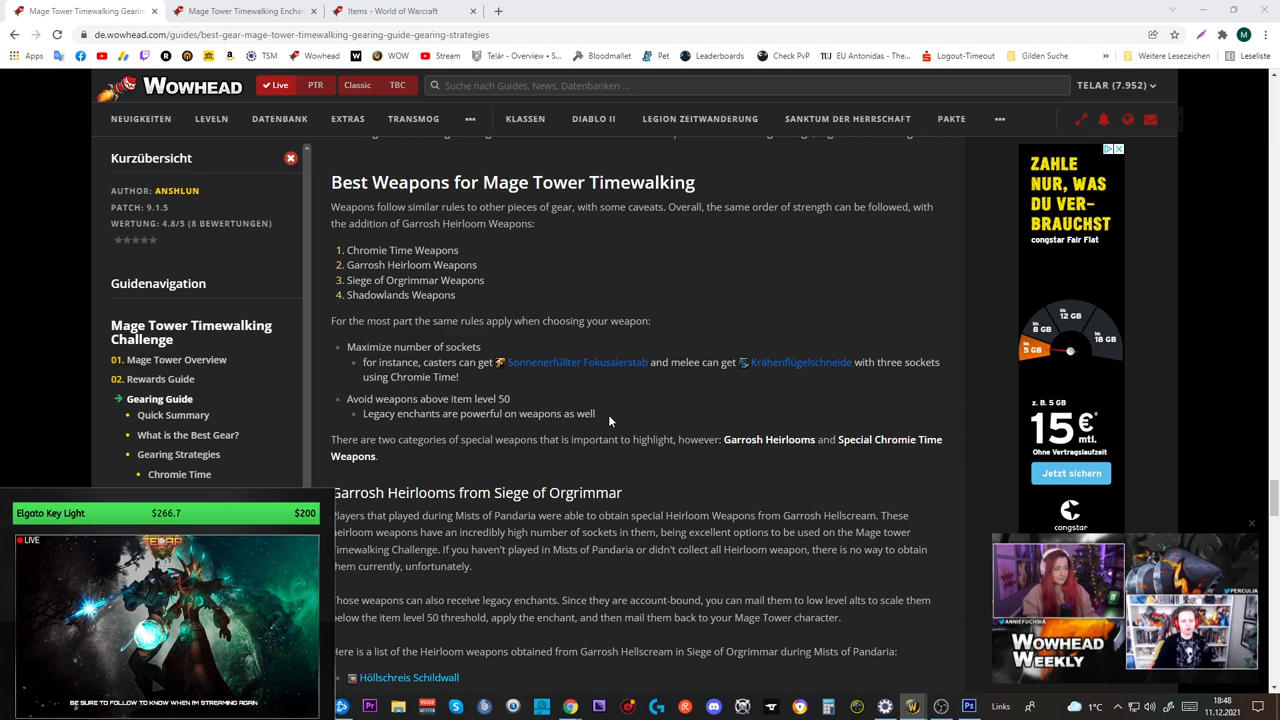 Mage Tower Timewalking Gearin
Mage Tower Timewalking Encha
Items - World of Warcraft
de.wowhead.com/guides/best-gear-mage-tower-timewalking-gearing-guide-gearing-strategies
M
Apps
TSM
Wowhead
WOW
Stream
Telár - Overview • S...
Bloodmallet
Pet
Leaderboards
Check PvP
EU Antonidas - The...
Logout-Timeout
Gilden Suche
»
Weitere Lesezeichen
Leseliste
WOWHEAD
Live
PTR
Classic
TBC
Suche nach Guides, News, Datenbanken ...
TELAR (7.952)
NEUIGKEITEN
LEVELN
DATENBANK
EXTRAS
TRANSMOG
KLASSEN
DIABLO II
LEGION ZEITWANDERUNG
SANKTUM DER HERRSCHAFT
PAKTE
Kurzübersicht
AUTHOR: ANSHLUN
PATCH: 9.1.5
WERTUNG: 4.8/5 (8 BEWERTUNGEN)
Guidenavigation
Mage Tower Timewalking
Challenge
01. Mage Tower Overview
02. Rewards Guide
Gearing Guide
Quick Summary
What is the Best Gear?
Gearing Strategies
Chromie Time
Best Weapons for Mage Tower Timewalking
Weapons follow similar rules to other pieces of gear, with some caveats. Overall, the same order of strength can be followed, with
the addition of Garrosh Heirloom Weapons:
1. Chromie Time Weapons
2. Garrosh Heirloom Weapons
3. Siege of Orgrimmar Weapons
4. Shadowlands Weapons
For the most part the same rules apply when choosing your weapon:
Maximize number of sockets
for instance, casters can get Sonnenerfüllter Fokussierstab and melee can get Krähenflügelschneide with three sockets
using Chromie Time!
Avoid weapons above item level 50
Legacy enchants are powerful on weapons as well
There are two categories of special weapons that is important to highlight, however: Garrosh Heirlooms and Special Chromie Time
Weapons.
Garrosh Heirlooms from Siege of Orgrimmar
Players that played during Mists of Pandaria were able to obtain special Heirloom Weapons from Garrosh Hellscream. These
heirloom weapons have an incredibly high number of sockets in them, being excellent options to be used on the Mage tower
Timewalking Challenge. If you haven't played in Mists of Pandaria or didn't collect all Heirloom weapon, there is no way to obtain
them currently, unfortunately.
Those weapons can also receive legacy enchants. Since they are account-bound, you can mail them to low level alts to scale them
below the item level 50 threshold, apply the enchant, and then mail them back to your Mage Tower character.
Here is a list of the Heirloom weapons obtained from Garrosh Hellscream in Siege of Orgrimmar during Mists of Pandaria:
Höllschreis Schildwall
ZAHLE
NUR, WAS
DU VER-
BRAUCHST
congstar Fair Flat
bis 12 GB
bis 8 GB
bis 18 GB
bis 5 GB
z. B. 5 GB
15 €
mtl.
Ohne Vertragslaufzeit
Jetzt sichern
congstar
Elgato Key Light
$266.7
$200
LIVE
TELAR
BE SURE TO FOLLOW TO KNOW WHEN I'M STREAMING AGAIN
ANNIEFUCHSIA
PERCULIA
WOWHEAD
WEEKLY
Links
1°C
18:48
11.12.2021